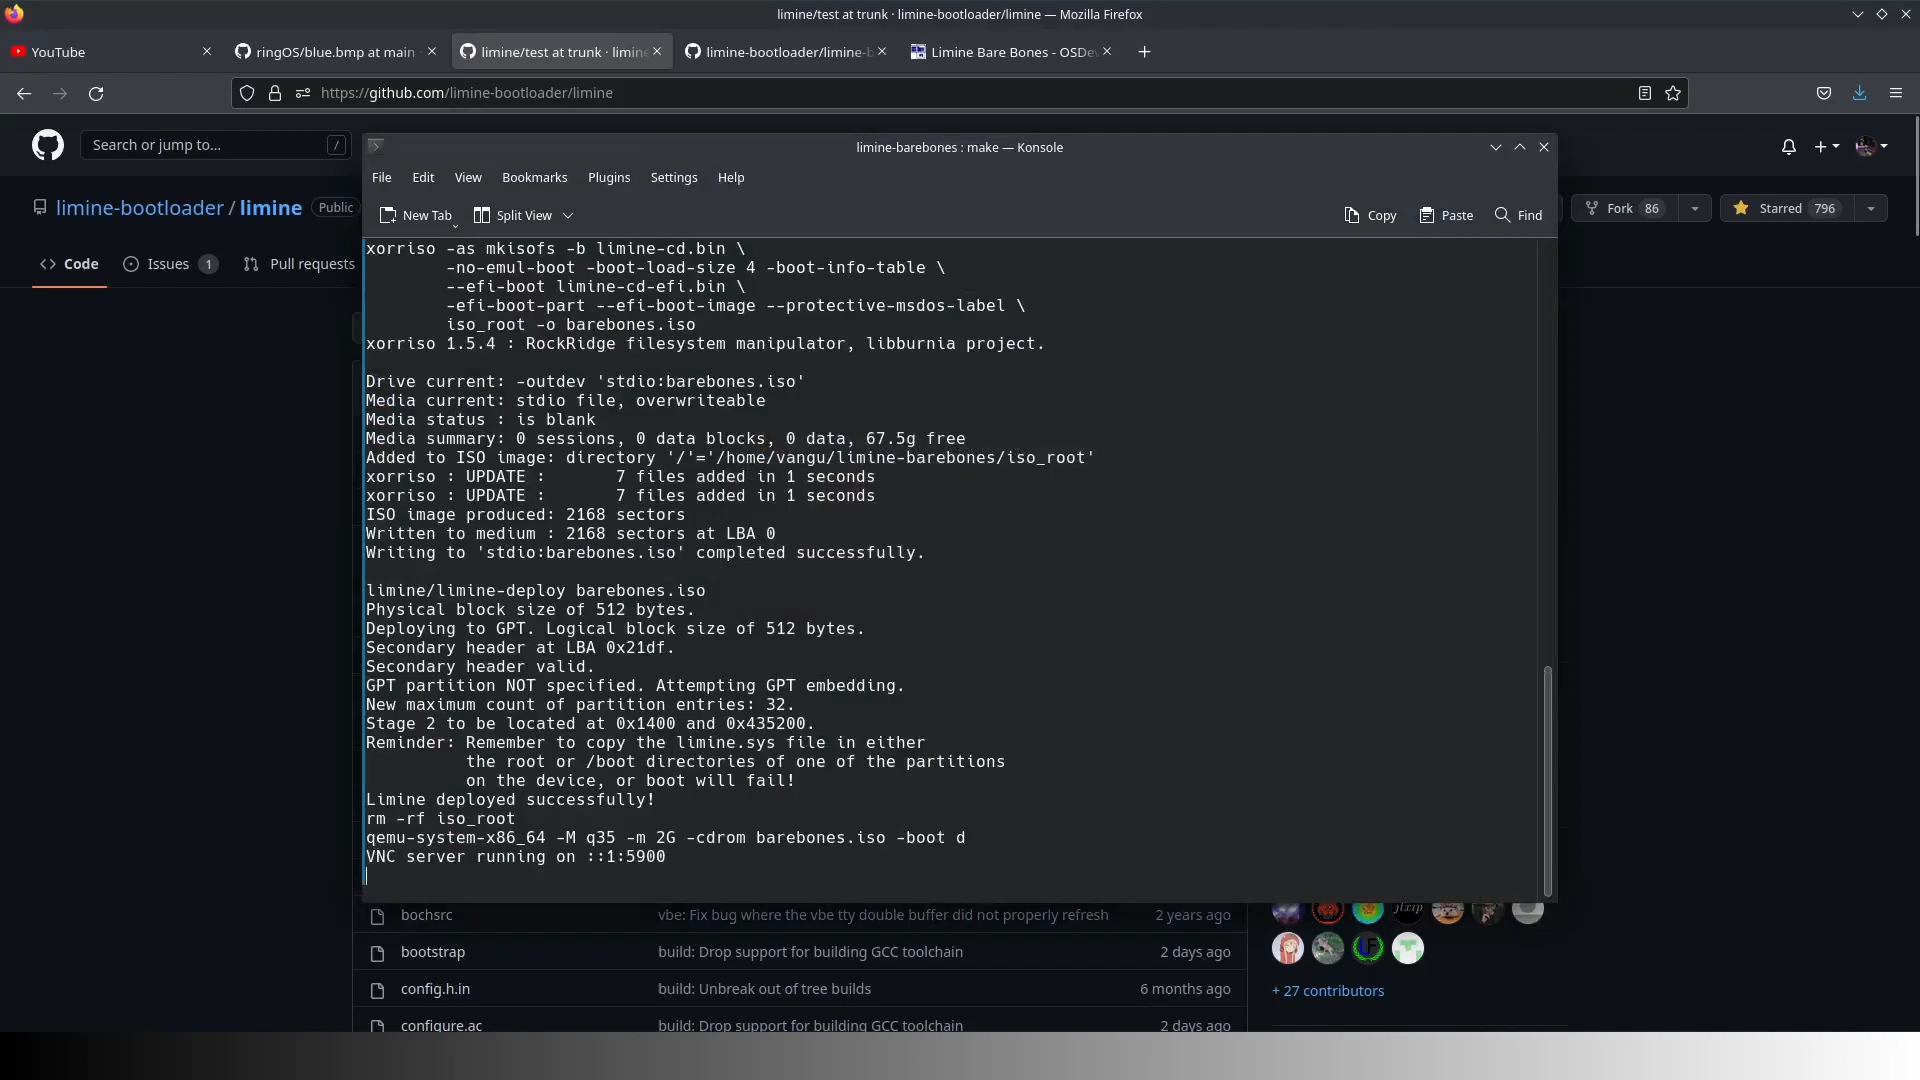 limine/test at trunk · limine-bootloader/limine — Mozilla Firefox
YouTube
ringOS/blue.bmp at main
limine/test at trunk · limine
limine-bootloader/limine-b
Limine Bare Bones - OSDe
https://github.com/limine-bootloader/limine
Search or jump to...
/
limine-barebones : make — Konsole
File Edit View Bookmarks Plugins Settings Help
limine-bootloader / limine Public
Fork 86
Starred 796
New Tab Split View Copy Paste Find
Code Issues 1 Pull requests
xorriso -as mkisofs -b limine-cd.bin \
-no-emul-boot -boot-load-size 4 -boot-info-table \
--efi-boot limine-cd-efi.bin \
-efi-boot-part --efi-boot-image --protective-msdos-label \
iso_root -o barebones.iso
xorriso 1.5.4 : RockRidge filesystem manipulator, libburnia project.
Drive current: -outdev 'stdio:barebones.iso'
Media current: stdio file, overwriteable
Media status : is blank
Media summary: 0 sessions, 0 data blocks, 0 data, 67.5g free
Added to ISO image: directory '/'='/home/vangu/limine-barebones/iso_root'
xorriso : UPDATE : 7 files added in 1 seconds
xorriso : UPDATE : 7 files added in 1 seconds
ISO image produced: 2168 sectors
Written to medium : 2168 sectors at LBA 0
Writing to 'stdio:barebones.iso' completed successfully.
limine/limine-deploy barebones.iso
Physical block size of 512 bytes.
Deploying to GPT. Logical block size of 512 bytes.
Secondary header at LBA 0x21df.
Secondary header valid.
GPT partition NOT specified. Attempting GPT embedding.
New maximum count of partition entries: 32.
Stage 2 to be located at 0x1400 and 0x435200.
Reminder: Remember to copy the limine.sys file in either
the root or /boot directories of one of the partitions
on the device, or boot will fail!
Limine deployed successfully!
rm -rf iso_root
qemu-system-x86_64 -M q35 -m 2G -cdrom barebones.iso -boot d
VNC server running on ::1:5900
bochsrc vbe: Fix bug where the vbe tty double buffer did not properly refresh 2 years ago
bootstrap build: Drop support for building GCC toolchain 2 days ago
config.h.in build: Unbreak out of tree builds 6 months ago
configure.ac build: Drop support for building GCC toolchain 2 days ago
jlxip
LF
+ 27 contributors